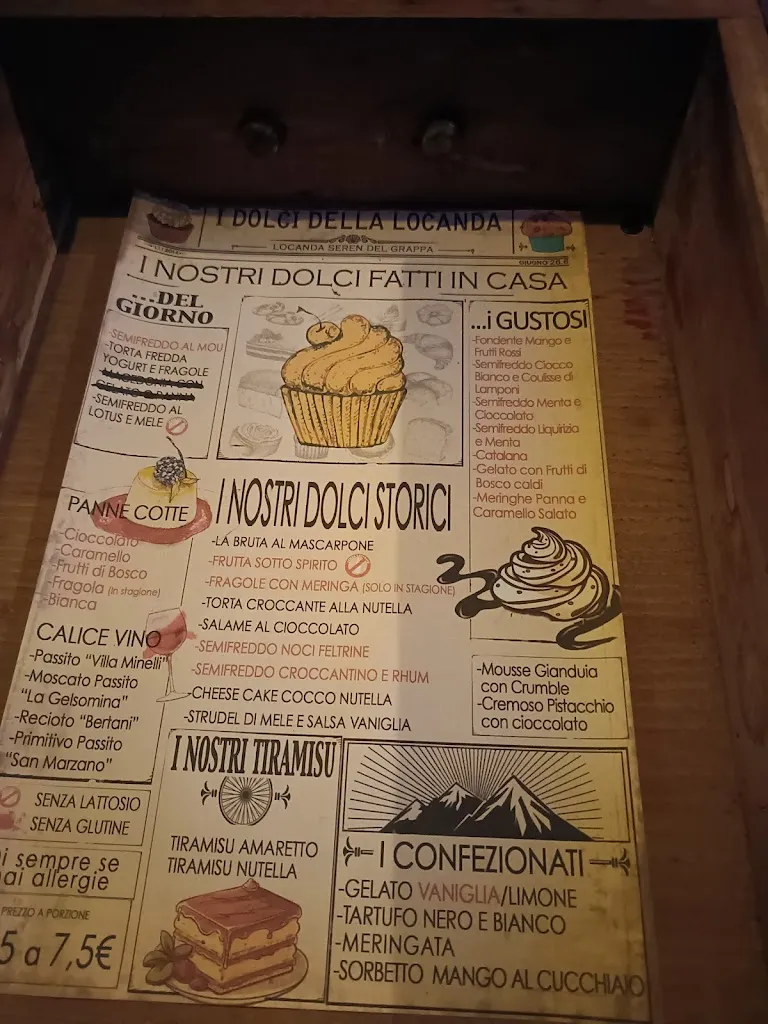 I DOLCI DELLA LOCANDA
LOCANDA SEREN DEL GRAPPA
I NOSTRI DOLCI FATTI IN CASA
...DEL
GIORNO
-SEMIFREDDO AL MOU
-TORTA FREDDA
YOGURT E FRAGOLE
-MACEDONIA CON
GELATO O PANNA
-SEMIFREDDO AL
LOTUS E MELE
...i GUSTOSI
-Fondente Mango e
Frutti Rossi
-Semifreddo Ciocco
Bianco e Coulisse di
Lamponi
-Semifreddo Menta e
Cioccolato
-Semifreddo Liquirizia
e Menta
-Catalana
-Gelato con Frutti di
Bosco caldi
-Meringhe Panna e
Caramello Salato
-Mousse Gianduia
con Crumble
-Cremoso Pistacchio
con cioccolato
PANNE COTTE
-Cioccolato
-Caramello
-Frutti di Bosco
-Fragola (In stagione)
-Bianca
I NOSTRI DOLCI STORICI
-LA BRUTA AL MASCARPONE
-FRUTTA SOTTO SPIRITO
-FRAGOLE CON MERINGA (SOLO IN STAGIONE)
-TORTA CROCCANTE ALLA NUTELLA
-SALAME AL CIOCCOLATO
-SEMIFREDDO NOCI FELTRINE
-SEMIFREDDO CROCCANTINO E RHUM
-CHEESE CAKE COCCO NUTELLA
-STRUDEL DI MELE E SALSA VANIGLIA
CALICE VINO
-Passito "Villa Minelli"
-Moscato Passito
"La Gelsomina"
-Recioto "Bertani"
-Primitivo Passito
"San Marzano"
SENZA LATTOSIO
SENZA GLUTINE
sempre se
allergie
PREZZO A PORZIONE
5 a 7,5€
I NOSTRI TIRAMISU
TIRAMISU AMARETTO
TIRAMISU NUTELLA
I CONFEZIONATI
-GELATO VANIGLIA/LIMONE
-TARTUFO NERO E BIANCO
-MERINGATA
-SORBETTO MANGO AL CUCCHIAIO